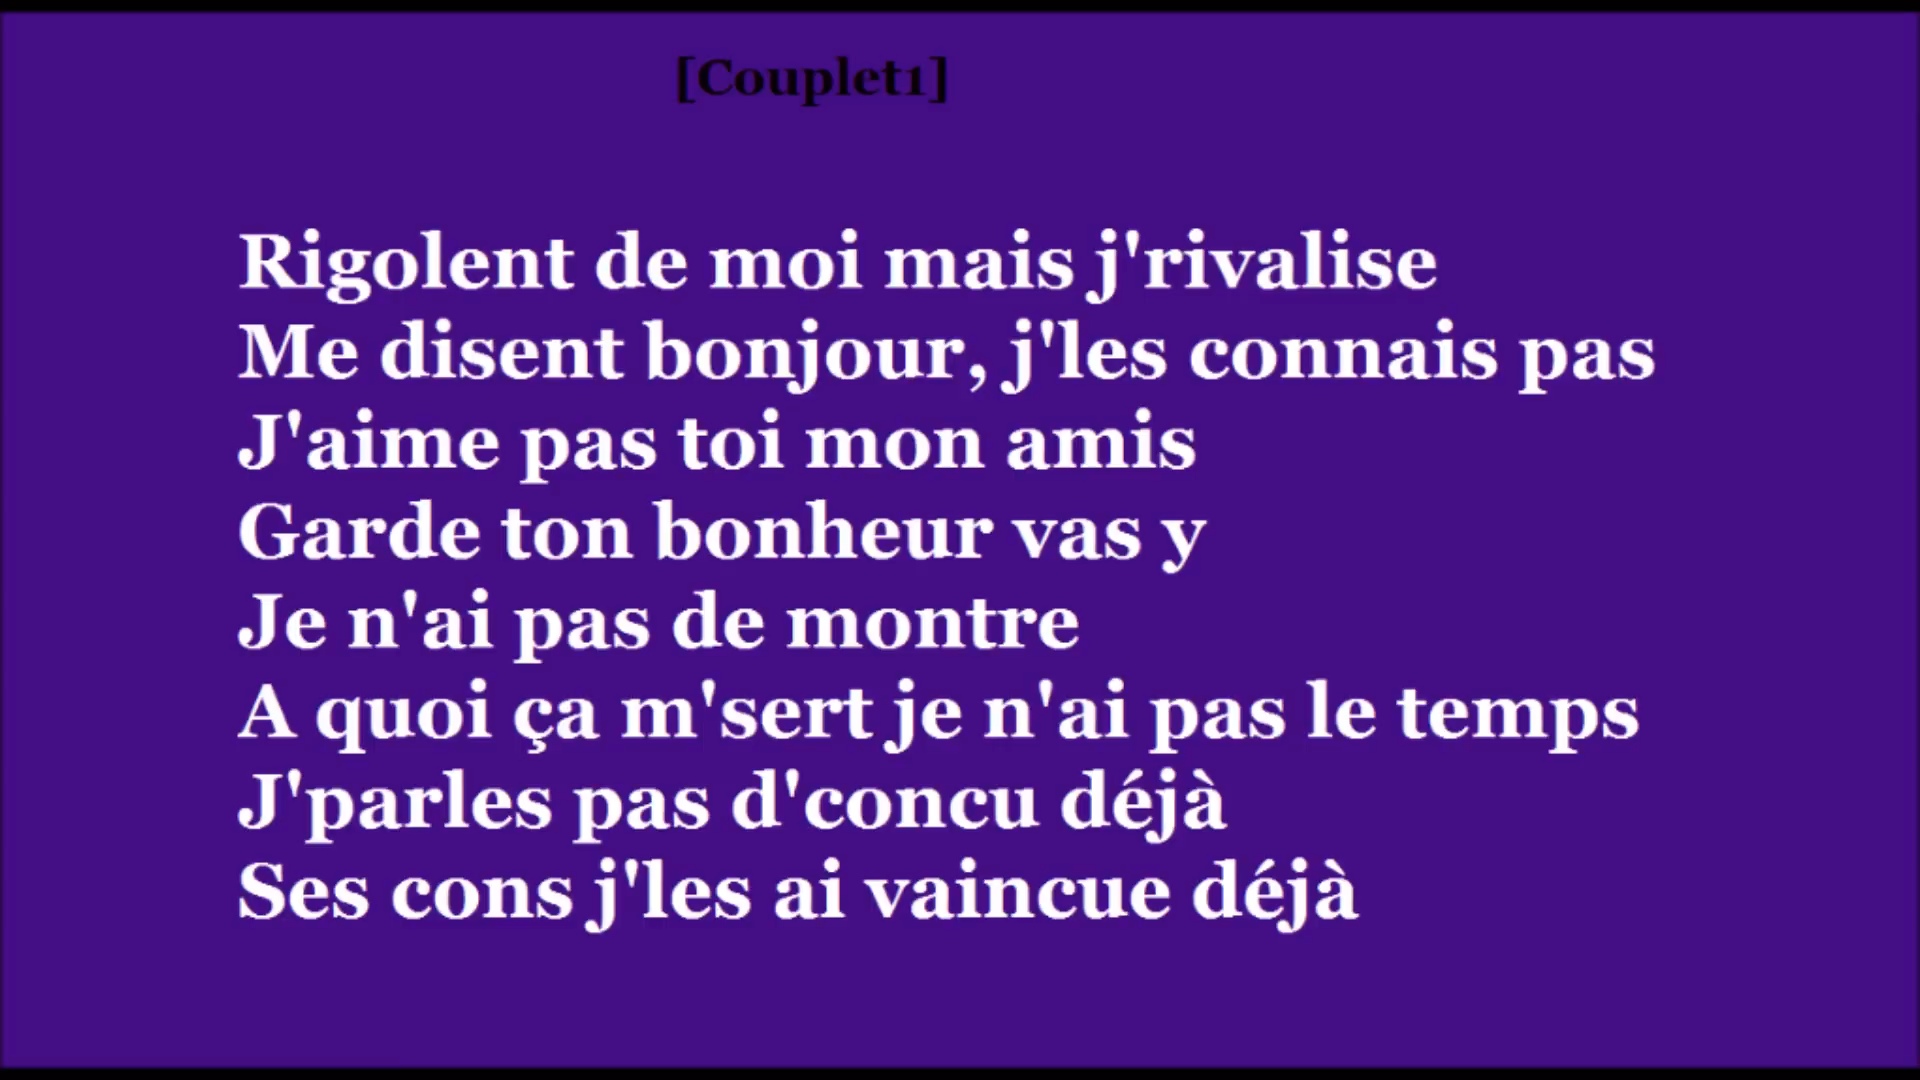 [Couplet1]
Rigolent de moi mais j'rivalise
Me disent bonjour, j'les connais pas
J'aime pas toi mon amis
Garde ton bonheur vas y
Je n'ai pas de montre
A quoi ça m'sert je n'ai pas le temps
J'parles pas d'concu déjà
Ses cons j'les ai vaincue déjà